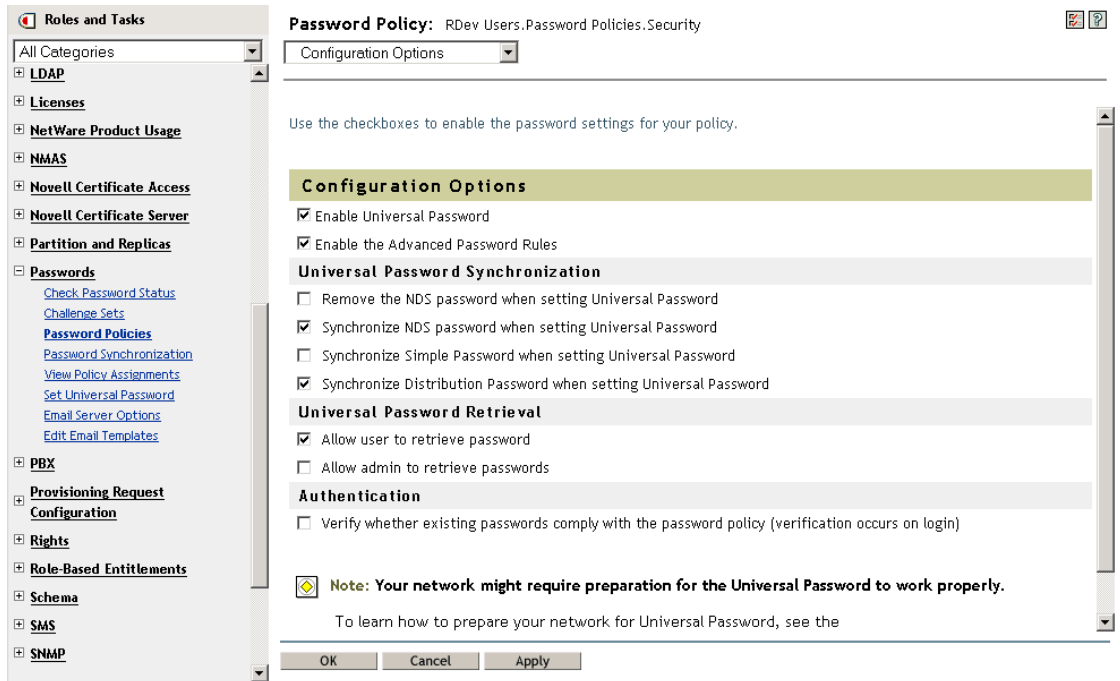 Roles and Tasks
All Categories
LDAP
Licenses
NetWare Product Usage
NMAS
Novell Certificate Access
Novell Certificate Server
Partition and Replicas
Passwords
Check Password Status
Challenge Sets
Password Policies
Password Synchronization
View Policy Assignments
Set Universal Password
Email Server Options
Edit Email Templates
PBX
Provisioning Request
Configuration
Rights
Role-Based Entitlements
Schema
SMS
SNMP
Password Policy: RDev Users.Password Policies.Security
Configuration Options
Use the checkboxes to enable the password settings for your policy.
Configuration Options
Enable Universal Password
Enable the Advanced Password Rules
Universal Password Synchronization
Remove the NDS password when setting Universal Password
Synchronize NDS password when setting Universal Password
Synchronize Simple Password when setting Universal Password
Synchronize Distribution Password when setting Universal Password
Universal Password Retrieval
Allow user to retrieve password
Allow admin to retrieve passwords
Authentication
Verify whether existing passwords comply with the password policy (verification occurs on login)
Note: Your network might require preparation for the Universal Password to work properly.
To learn how to prepare your network for Universal Password, see the
OK Cancel Apply